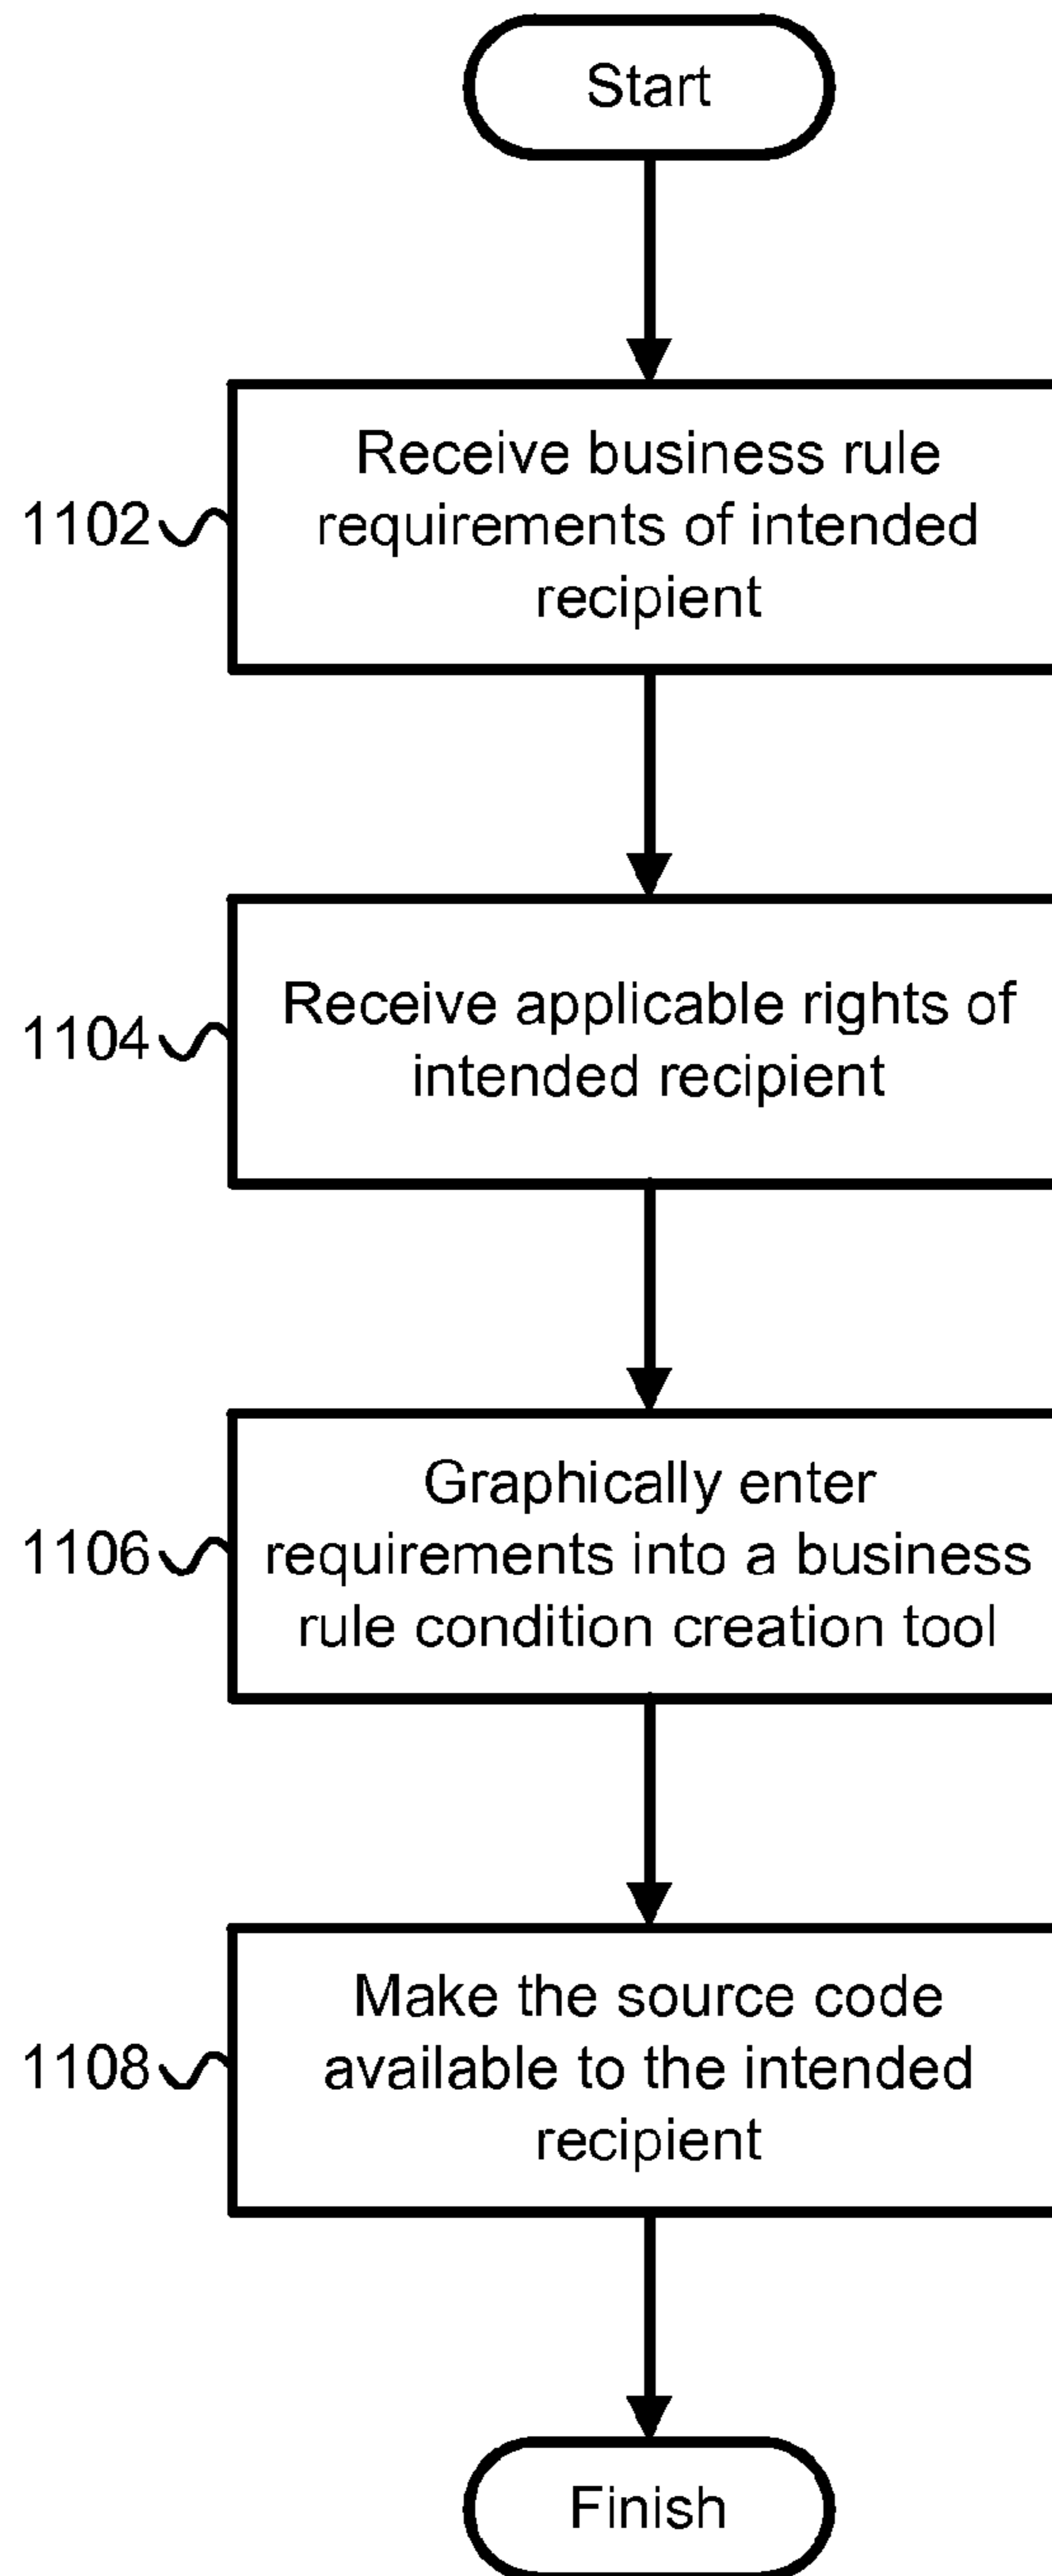 Start
Receive business rule
requirements of intended
recipient
1102
Receive applicable rights of
intended recipient
1104
Graphically enter
requirements into a business
rule condition creation tool
1106
Make the source code
available to the intended
recipient
1108
Finish